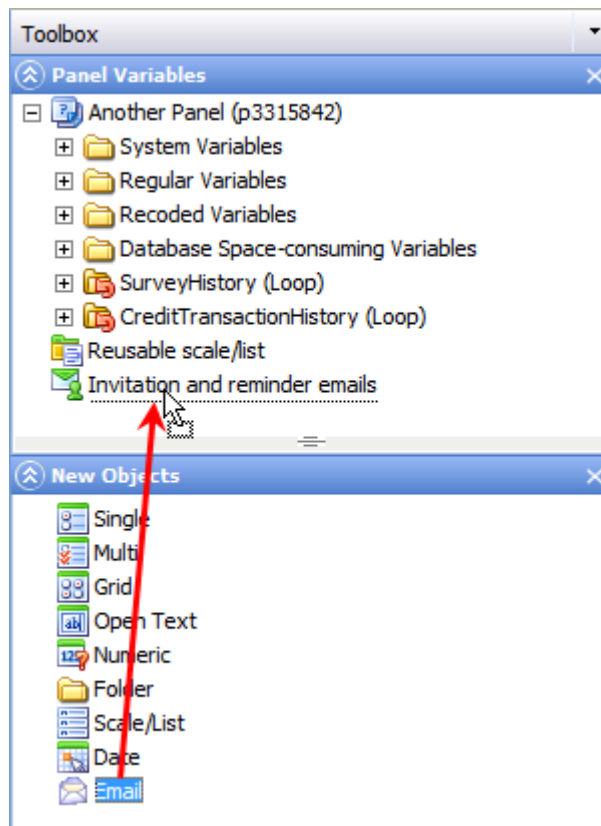 Toolbox
Panel Variables
Another Panel (p3315842)
System Variables
Regular Variables
Recoded Variables
Database Space-consuming Variables
SurveyHistory (Loop)
CreditTransactionHistory (Loop)
Reusable scale/list
Invitation and reminder emails
New Objects
Single
Multi
Grid
Open Text
Numeric
Folder
Scale/List
Date
Email